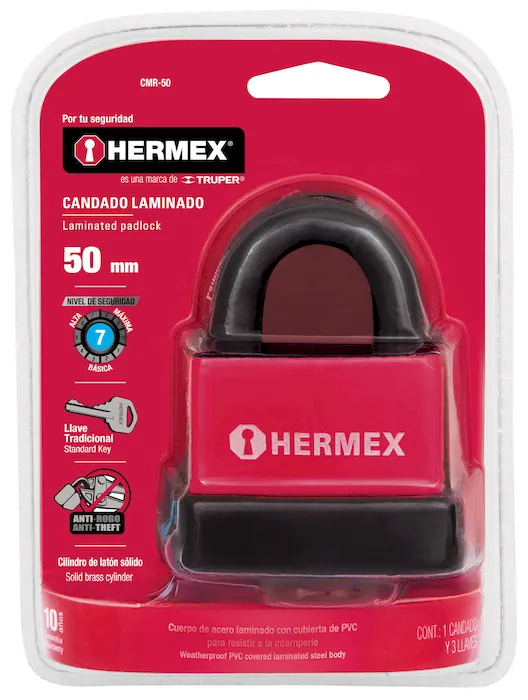 CMR-50
Por tu seguridad
HERMEX®
es una marca de TRUPER®
CANDADO LAMINADO
Laminated padlock
50 mm
NIVEL DE SEGURIDAD
ALTA
MÁXIMA
7
BÁSICA
HERMEX
Llave
Tradicional
Standard Key
HERMEX
ANTI-ROBO
ANTI-THEFT
Cilindro de latón sólido
Solid brass cylinder
10 años
Cuerpo de acero laminado con cubierta de PVC
para resistir a la intemperie
Weatherproof PVC covered laminated steel body
CONT.: 1 CANDADO
Y 3 LLAVES